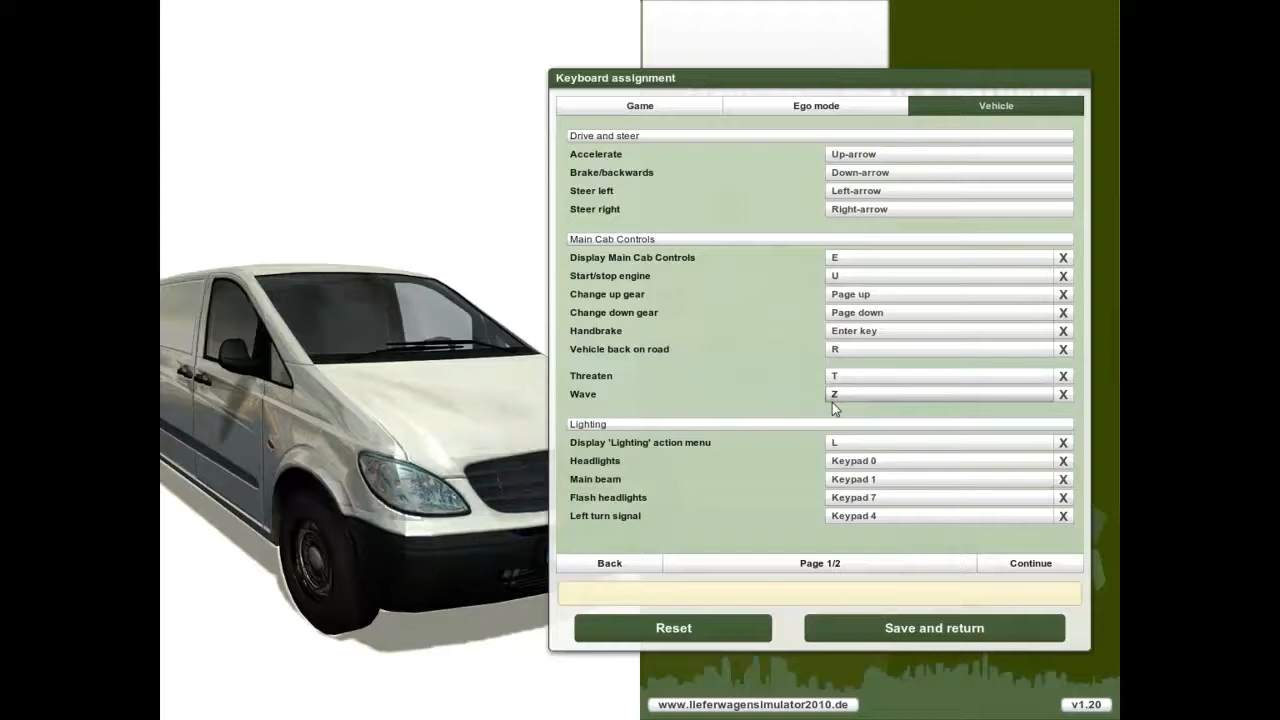 Keyboard assignment
Game Ego mode Vehicle
Drive and steer
Accelerate Up-arrow
Brake/backwards Down-arrow
Steer left Left-arrow
Steer right Right-arrow
Main Cab Controls
Display Main Cab Controls E X
Start/stop engine U X
Change up gear Page up X
Change down gear Page down X
Handbrake Enter key X
Vehicle back on road R X
Threaten T X
Wave Z X
Lighting
Display 'Lighting' action menu L X
Headlights Keypad 0 X
Main beam Keypad 1 X
Flash headlights Keypad 7 X
Left turn signal Keypad 4 X
Back Page 1/2 Continue
Reset Save and return
www.lieferwagensimulator2010.de v1.20